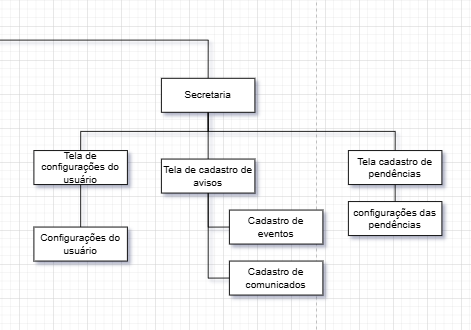 Secretaria
Tela de
configurações do
usuário
Tela de cadastro de
avisos
Tela cadastro de
pendências
Configurações do
usuário
Cadastro de
eventos
configurações das
pendências
Cadastro de
comunicados